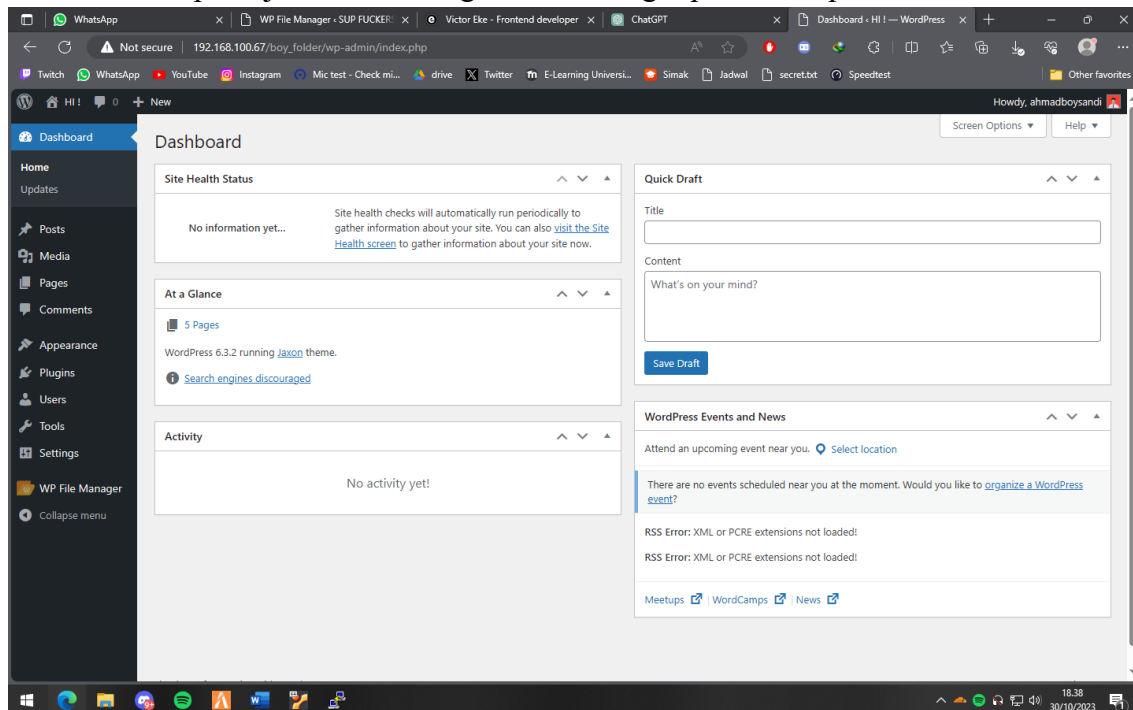 WhatsApp
WP File Manager ‹ SUP FUCKER
Victor Eke - Frontend developer
ChatGPT
Dashboard ‹ HI ! — WordPress
Not secure | 192.168.100.67/boy_folder/wp-admin/index.php
Twitch WhatsApp YouTube Instagram Mic test - Check mi... drive Twitter E-Learning Universi... Simak Jadwal secret.txt Speedtest Other favorites
HI ! 0 + New
Howdy, ahmadboysandi
Dashboard
Home
Updates
Posts
Media
Pages
Comments
Appearance
Plugins
Users
Tools
Settings
WP File Manager
Collapse menu
Screen Options Help
Dashboard
Site Health Status
No information yet...
Site health checks will automatically run periodically to
gather information about your site. You can also visit the Site
Health screen to gather information about your site now.
At a Glance
5 Pages
WordPress 6.3.2 running Jaxon theme.
Search engines discouraged
Activity
No activity yet!
Quick Draft
Title
Content
What's on your mind?
Save Draft
WordPress Events and News
Attend an upcoming event near you. Select location
There are no events scheduled near you at the moment. Would you like to organize a WordPress
event?
RSS Error: XML or PCRE extensions not loaded!
RSS Error: XML or PCRE extensions not loaded!
Meetups | WordCamps | News
18.38
30/10/2023